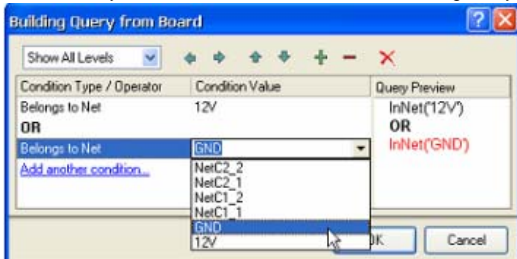 Building Query from Board
Show All Levels
Condition Type / Operator Condition Value Query Preview
Belongs to Net 12V InNet('12V')
OR OR
Belongs to Net GND InNet('GND')
Add another condition...
NetC2_2
NetC2_1
NetC1_2
NetC1_1
GND
12V
Cancel